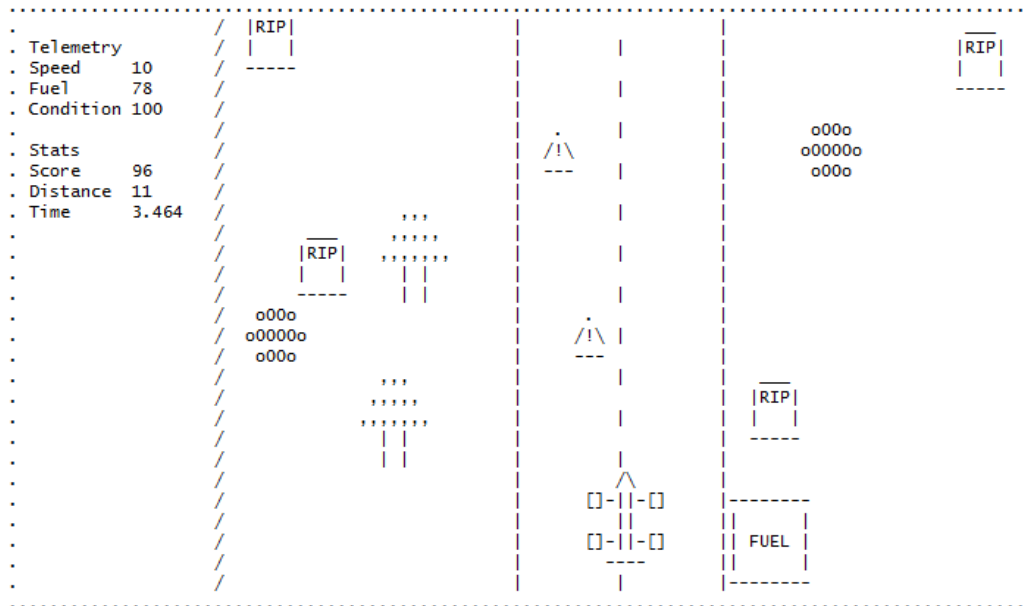 RIP
Telemetry
RIP
Speed 10
Fuel 78
Condition 100
Stats
Score 96
Distance 11
Time 3.464
RIP
RIP
FUEL